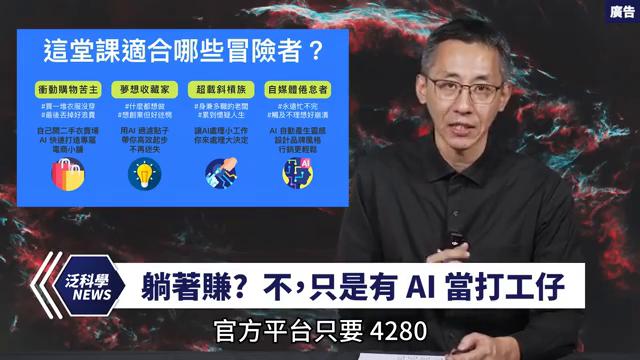 廣告
這堂課適合哪些冒險者？
衝動購物苦主
#買一堆衣服沒穿
#最後丟掉好浪費
自己開二手衣賣場
AI 快速打造專屬
電商小舖
夢想收藏家
#什麼都想做
#想創業但好迷惘
用AI 過濾點子
帶你高效起步
不再迷失
超載斜槓族
#身兼多職的老闆
#累到懷疑人生
讓AI處理小工作
你來處理大決定
自媒體倦怠者
#永遠忙不完
#觸及不理想好崩潰
AI 自動產生靈感
設計品牌風格
行銷更輕鬆
AI
泛科學
NEWS
躺著賺？不，只是有 AI 當打工仔
官方平台只要 4280